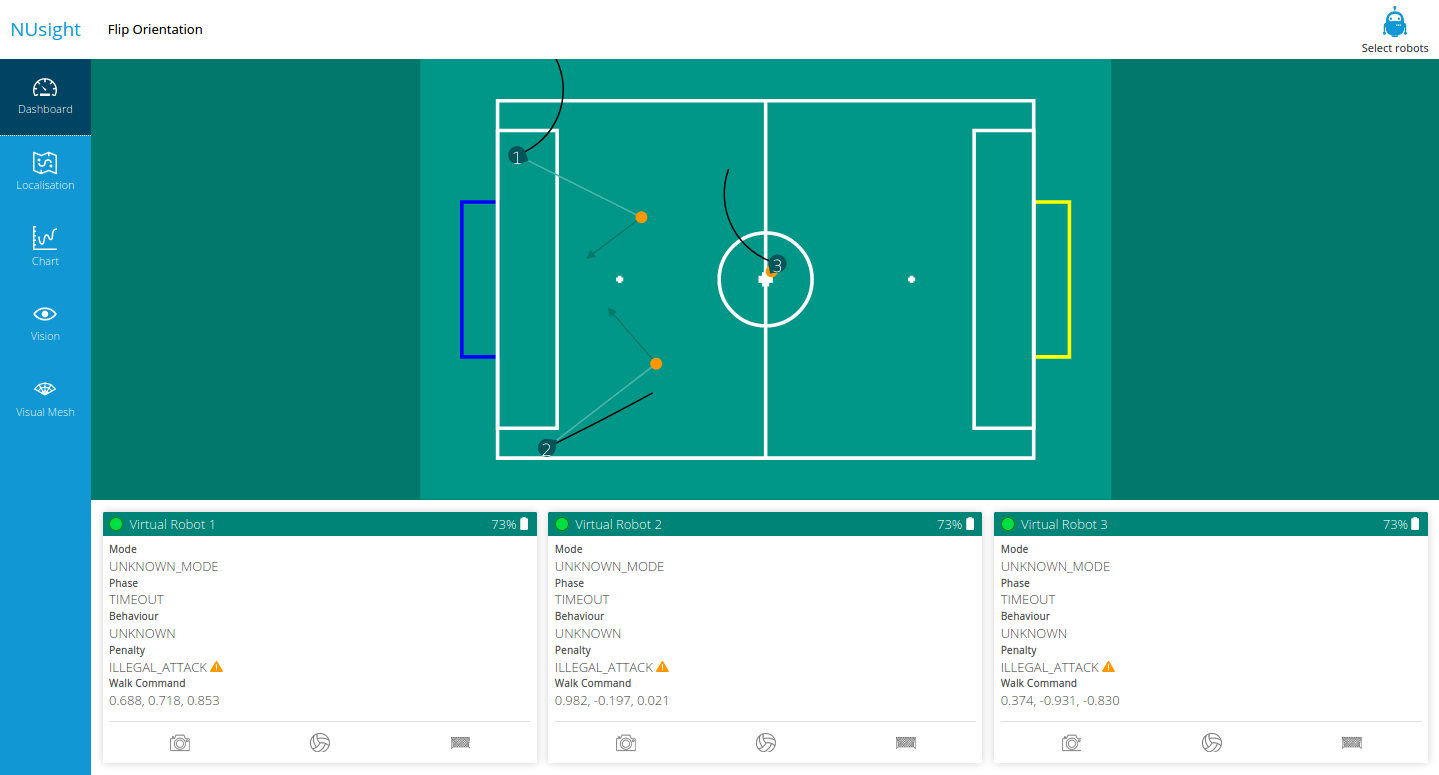 NUsight
Flip Orientation
Select robots
Dashboard
Localisation
Chart
Vision
Visual Mesh
1
3
2
Virtual Robot 1 73%
Mode
UNKNOWN_MODE
Phase
TIMEOUT
Behaviour
UNKNOWN
Penalty
ILLEGAL_ATTACK
Walk Command
0.688, 0.718, 0.853
Virtual Robot 2 73%
Mode
UNKNOWN_MODE
Phase
TIMEOUT
Behaviour
UNKNOWN
Penalty
ILLEGAL_ATTACK
Walk Command
0.982, -0.197, 0.021
Virtual Robot 3 73%
Mode
UNKNOWN_MODE
Phase
TIMEOUT
Behaviour
UNKNOWN
Penalty
ILLEGAL_ATTACK
Walk Command
0.374, -0.931, -0.830